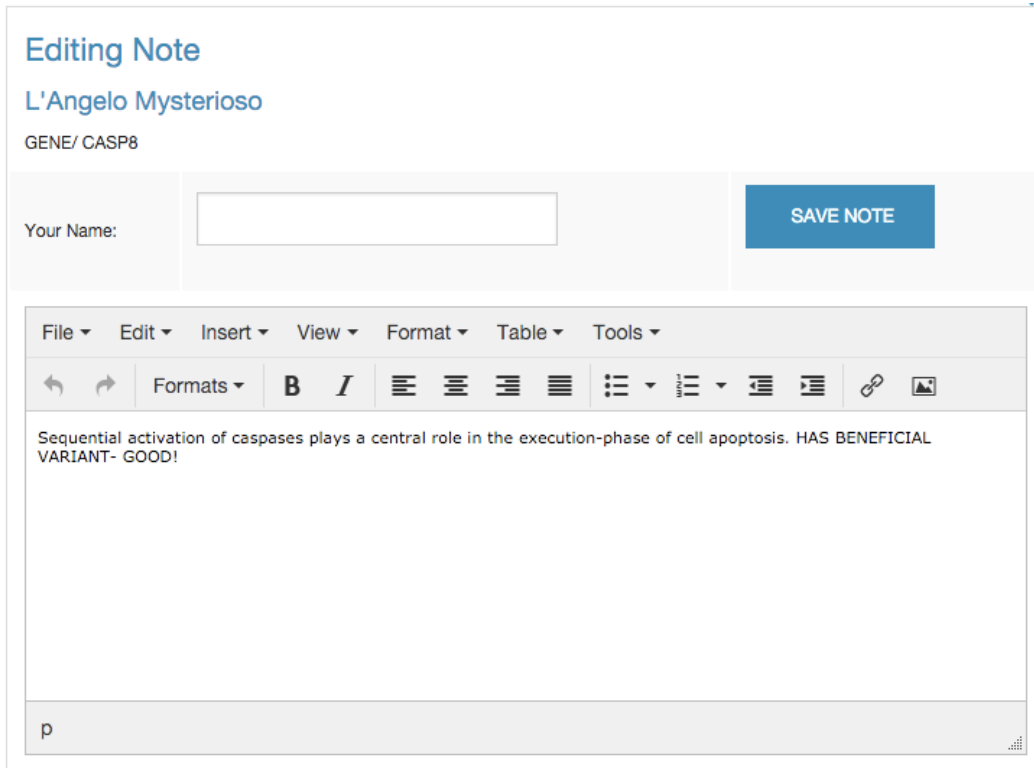 Editing Note
L'Angelo Mysterioso
GENE/ CASP8
Your Name:
SAVE NOTE
File Edit Insert View Format Table Tools
Formats B I
Sequential activation of caspases plays a central role in the execution-phase of cell apoptosis. HAS BENEFICIAL
VARIANT- GOOD!
p